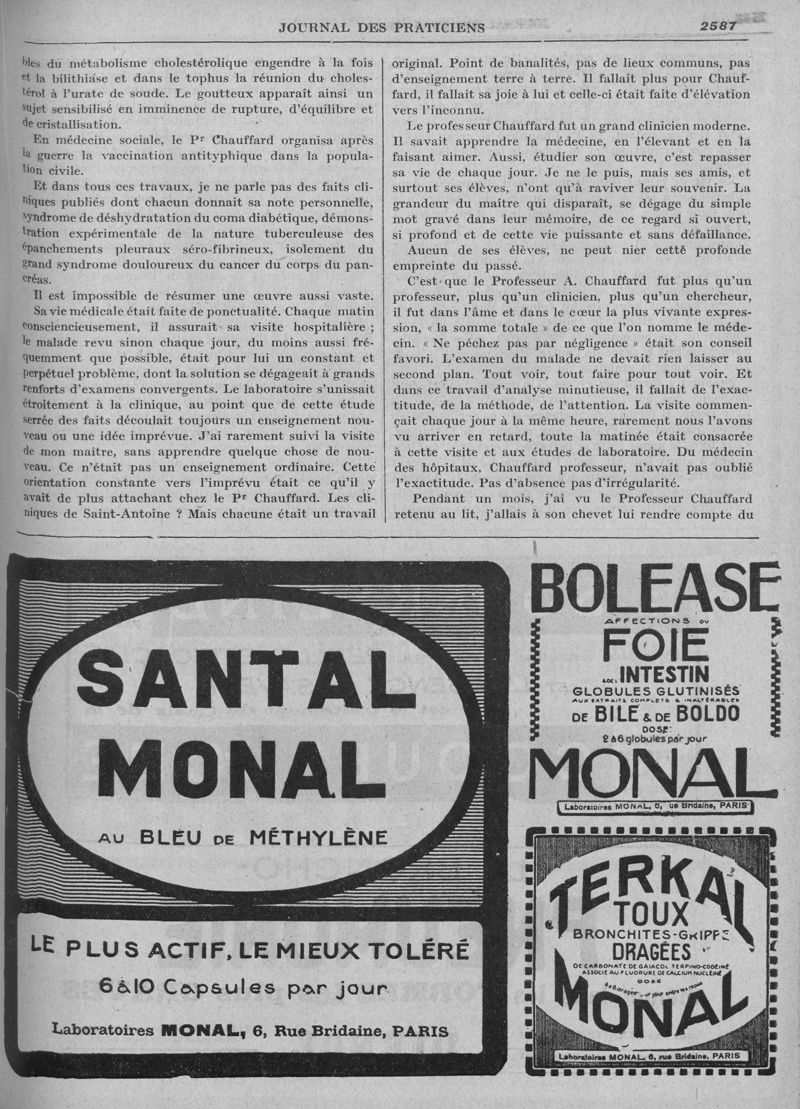 JOURNAL DES PRATICIENS 2587
bles du métabolisme cholestérolique engendre à la fois
et la bilithiase et dans le tophus la réunion du choles-
térol à l'urate de soude. Le goutteux apparaît ainsi un
sujet sensibilisé en imminence de rupture, d'équilibre et
de cristallisation.
En médecine sociale, le Pr Chauffard organisa après
la guerre la vaccination antityphique dans la popula-
tion civile.
Et dans tous ces travaux, je ne parle pas des faits cli-
niques publiés dont chacun donnait sa note personnelle,
syndrome de déshydratation du coma diabétique, démons-
tration expérimentale de la nature tuberculeuse des
épanchements pleuraux séro-fibrineux, isolement du
grand syndrome douloureux du cancer du corps du pan-
créas.
Il est impossible de résumer une œuvre aussi vaste.
Sa vie médicale était faite de ponctualité. Chaque matin
consciencieusement, il assurait sa visite hospitalière ;
le malade revu sinon chaque jour, du moins aussi fré-
quemment que possible, était pour lui un constant et
perpétuel problème, dont la solution se dégageait à grands
renforts d'examens convergents. Le laboratoire s'unissait
étroitement à la clinique, au point que de cette étude
serrée des faits découlait toujours un enseignement nou-
veau ou une idée imprévue. J'ai rarement suivi la visite
de mon maître, sans apprendre quelque chose de nou-
veau. Ce n'était pas un enseignement ordinaire. Cette
orientation constante vers l'imprévu était ce qu'il y
avait de plus attachant chez le Pr Chauffard. Les cli-
niques de Saint-Antoine ? Mais chacune était un travail
original. Point de banalités, pas de lieux communs, pas
d'enseignement terre à terre. Il fallait plus pour Chauf-
fard, il fallait sa joie à lui et celle-ci était faite d'élévation
vers l'inconnu.
Le professeur Chauffard fut un grand clinicien moderne.
Il savait apprendre la médecine, en l'élevant et en la
faisant aimer. Aussi, étudier son œuvre, c'est repasser
sa vie de chaque jour. Je ne le puis, mais ses amis, et
surtout ses élèves, n'ont qu'à raviver leur souvenir. La
grandeur du maître qui disparaît, se dégage du simple
mot gravé dans leur mémoire, de ce regard si ouvert,
si profond et de cette vie puissante et sans défaillance.
Aucun de ses élèves, ne peut nier cette profonde
empreinte du passé.
C'est que le Professeur A. Chauffard fut plus qu'un
professeur, plus qu'un clinicien, plus qu'un chercheur,
il fut dans l'âme et dans le cœur la plus vivante expres-
sion, « la somme totale » de ce que l'on nomme le méde-
cin. « Ne péchez pas par négligence » était son conseil
favori. L'examen du malade ne devait rien laisser au
second plan. Tout voir, tout faire pour tout voir. Et
dans ce travail d'analyse minutieuse, il fallait de l'exac-
titude, de la méthode, de l'attention. La visite commen-
çait chaque jour à la même heure, rarement nous l'avons
vu arriver en retard, toute la matinée était consacrée
à cette visite et aux études de laboratoire. Du médecin
des hôpitaux, Chauffard professeur, n'avait pas oublié
l'exactitude. Pas d'absence pas d'irrégularité.
Pendant un mois, j'ai vu le Professeur Chauffard
retenu au lit, j'allais à son chevet lui rendre compte du
SANTAL
MONAL
AU BLEU DE MÉTHYLÈNE
LE PLUS ACTIF, LE MIEUX TOLÉRÉ
6 à 10 Capsules par jour
Laboratoires MONAL, 6, Rue Bridaine, PARIS
BOLEASE
AFFECTIONS DU
FOIE
& DE L'INTESTIN
GLOBULES GLUTINISÉS
AUX EXTRAITS COMPLETS & INALTÉRABLES
DE BILE & DE BOLDO
DOSE:
2 à 6 globules par jour
MONAL
Laboratoires MONAL, 6, rue Bridaine, PARIS
TERKAL
TOUX
BRONCHITES-GRIPPE
DRAGÉES
DE CARBONATE DE GAIACOL TERPINO-CODÉINÉ
ASSOCIÉ AU FLUORURE DE CALCIUM NUCLÉINÉ
DOSE
jour entre les repas
MONAL
Laboratoires MONAL, 6, rue Bridaine, PARIS